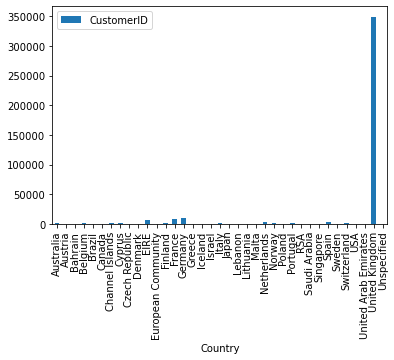 350000
300000
250000
200000
150000
100000
50000
0
CustomerID
Australia
Austria
Bahrain
Belgium
Brazil
Canada
Channel Islands
Cyprus
Czech Republic
Denmark
EIRE
European Community
Finland
France
Germany
Greece
Iceland
Israel
Italy
Japan
Lebanon
Lithuania
Malta
Netherlands
Norway
Poland
Portugal
RSA
Saudi Arabia
Singapore
Spain
Sweden
Switzerland
USA
United Arab Emirates
United Kingdom
Unspecified
Country